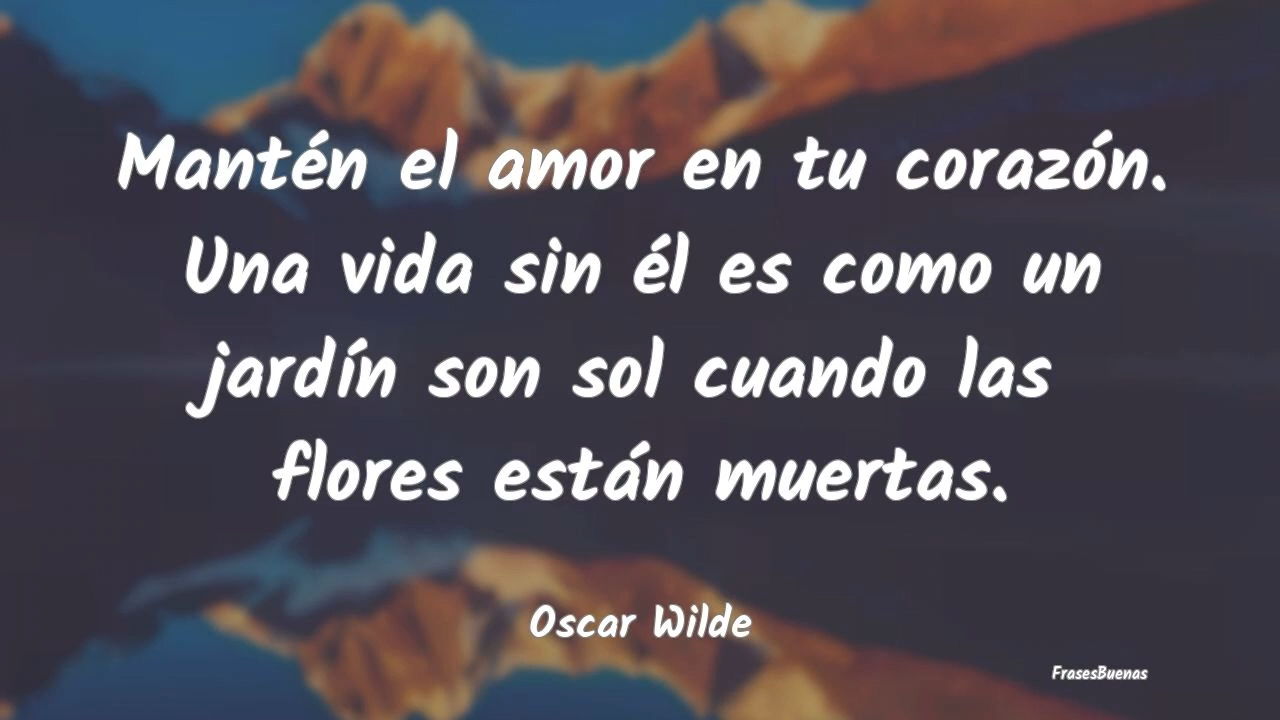 Mantén el amor en tu corazón.
Una vida sin él es como un
jardín son sol cuando las
flores están muertas.
Oscar Wilde
FrasesBuenas